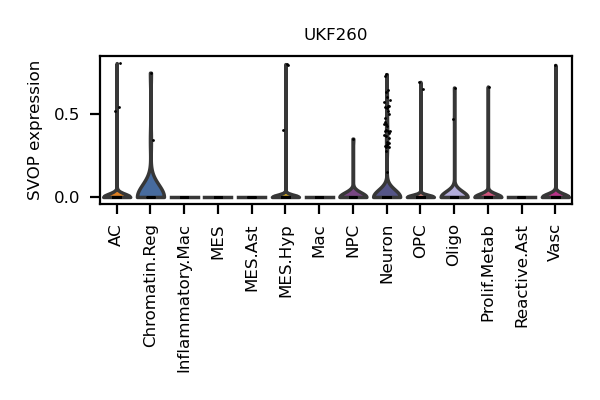 UKF260
SVOP expression
0.5
0.0
AC
Chromatin.Reg
Inflammatory.Mac
MES
MES.Ast
MES.Hyp
Mac
NPC
Neuron
OPC
Oligo
Prolif.Metab
Reactive.Ast
Vasc